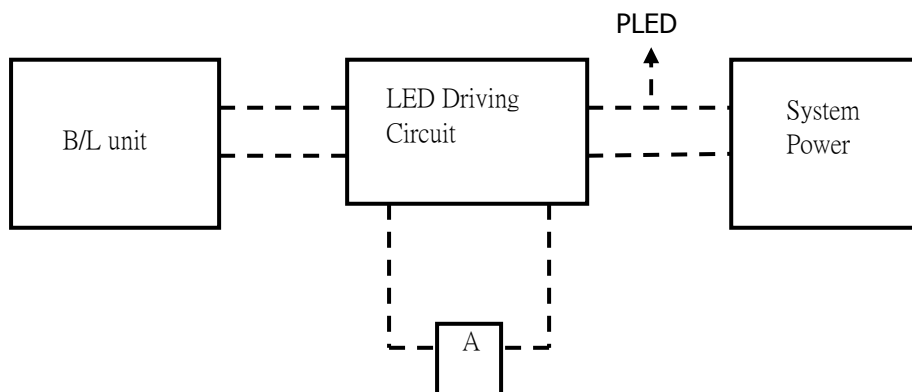 PLED
B/L unit
LED Driving
Circuit
System
Power
A